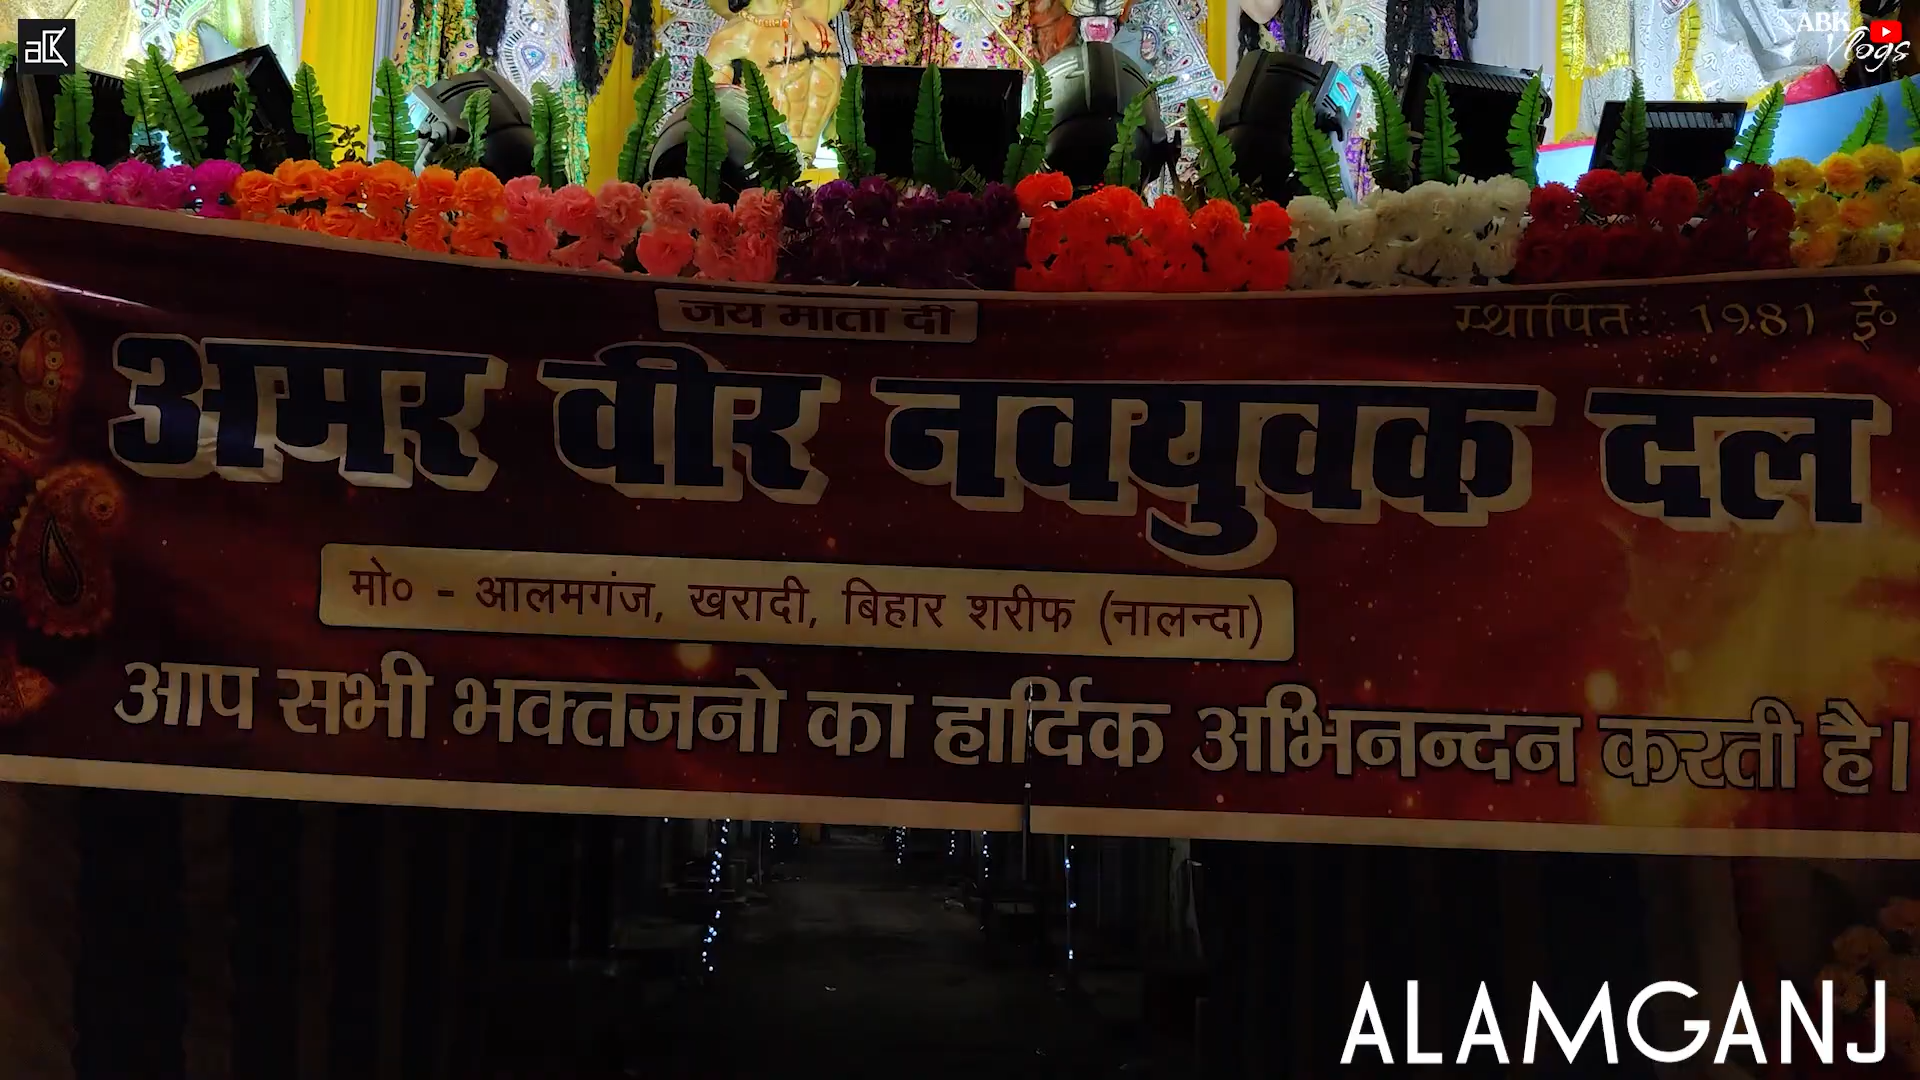 ABK
Vlogs
जय माता दी
स्थापित: 1981 ई०
अमर वीर नवयुवक दल
मो० - आलमगंज, खरादी, बिहार शरीफ (नालन्दा)
आप सभी भक्तजनो का हार्दिक अभिनन्दन करती है।
ALAMGANJ